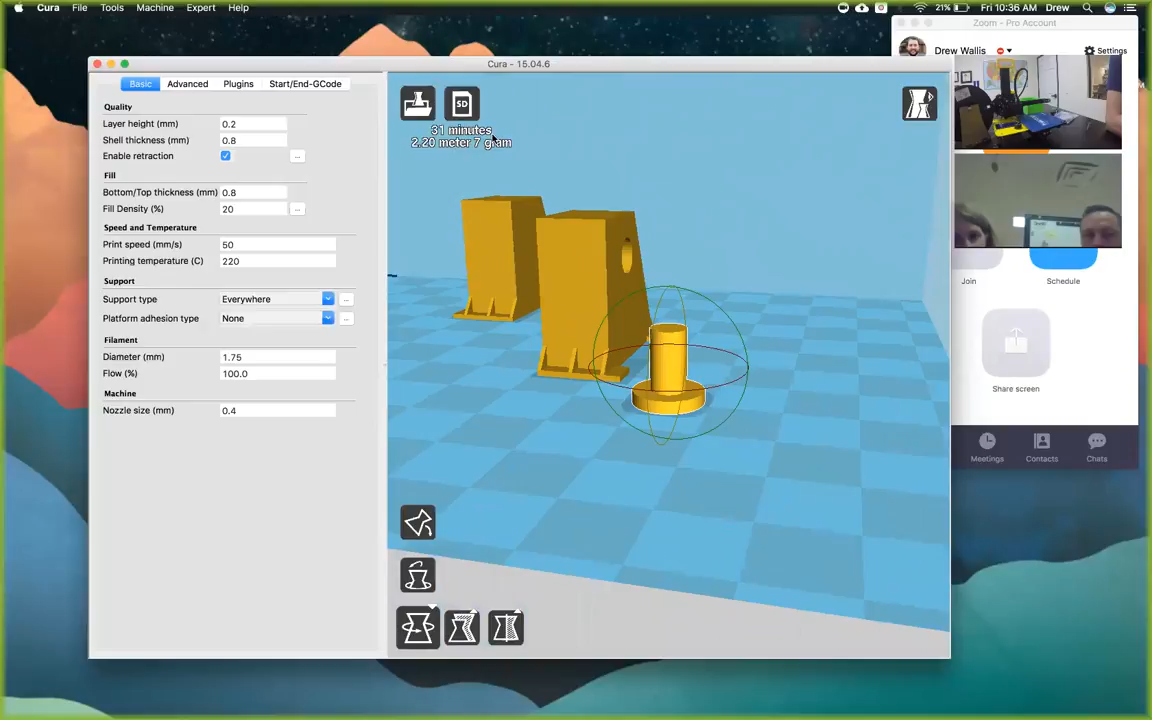 Cura File Tools Machine Expert Help
21% Fri 10:36 AM Drew
Zoom - Pro Account
Drew Wallis
Settings
Cura - 15.04.6
Basic Advanced Plugins Start/End-GCode
Quality
Layer height (mm) 0.2
Shell thickness (mm) 0.8
Enable retraction ...
Fill
Bottom/Top thickness (mm) 0.8
Fill Density (%) 20 ...
Speed and Temperature
Print speed (mm/s) 50
Printing temperature (C) 220
Support
Support type Everywhere ...
Platform adhesion type None ...
Filament
Diameter (mm) 1.75
Flow (%) 100.0
Machine
Nozzle size (mm) 0.4
SD
31 minutes
2.20 meter 7 gram
Join Schedule
Share screen
Meetings Contacts Chats